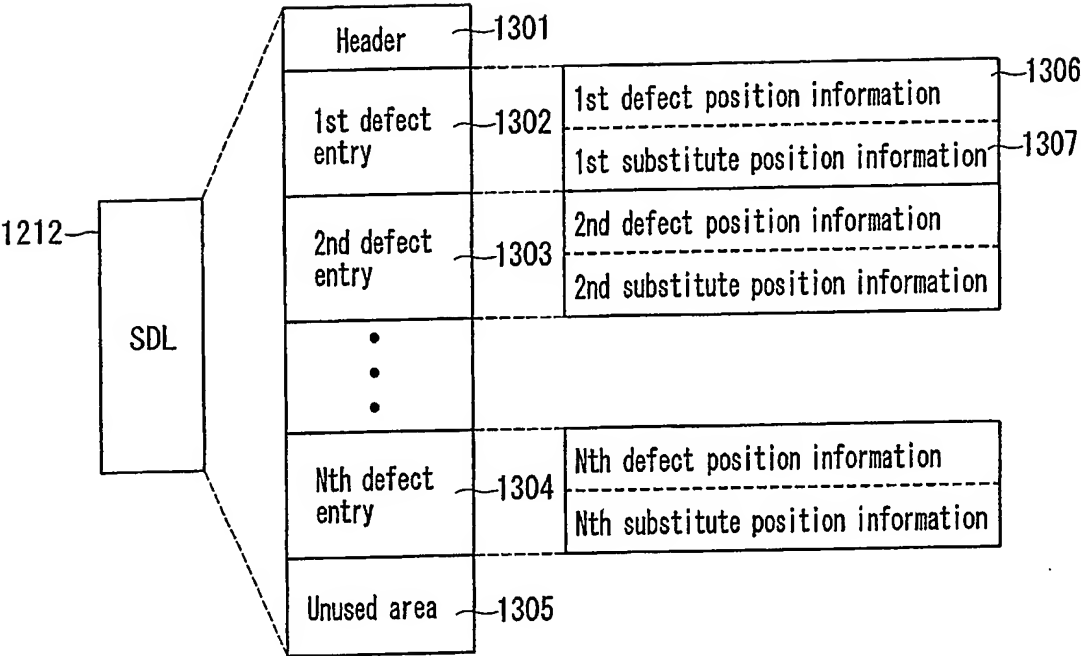 Header 1301
1306
1st defect position information
1st defect
entry
1302
1st substitute position information 1307
1212
SDL
2nd defect
entry
1303
2nd defect position information
2nd substitute position information
Nth defect
entry
1304
Nth defect position information
Nth substitute position information
Unused area 1305